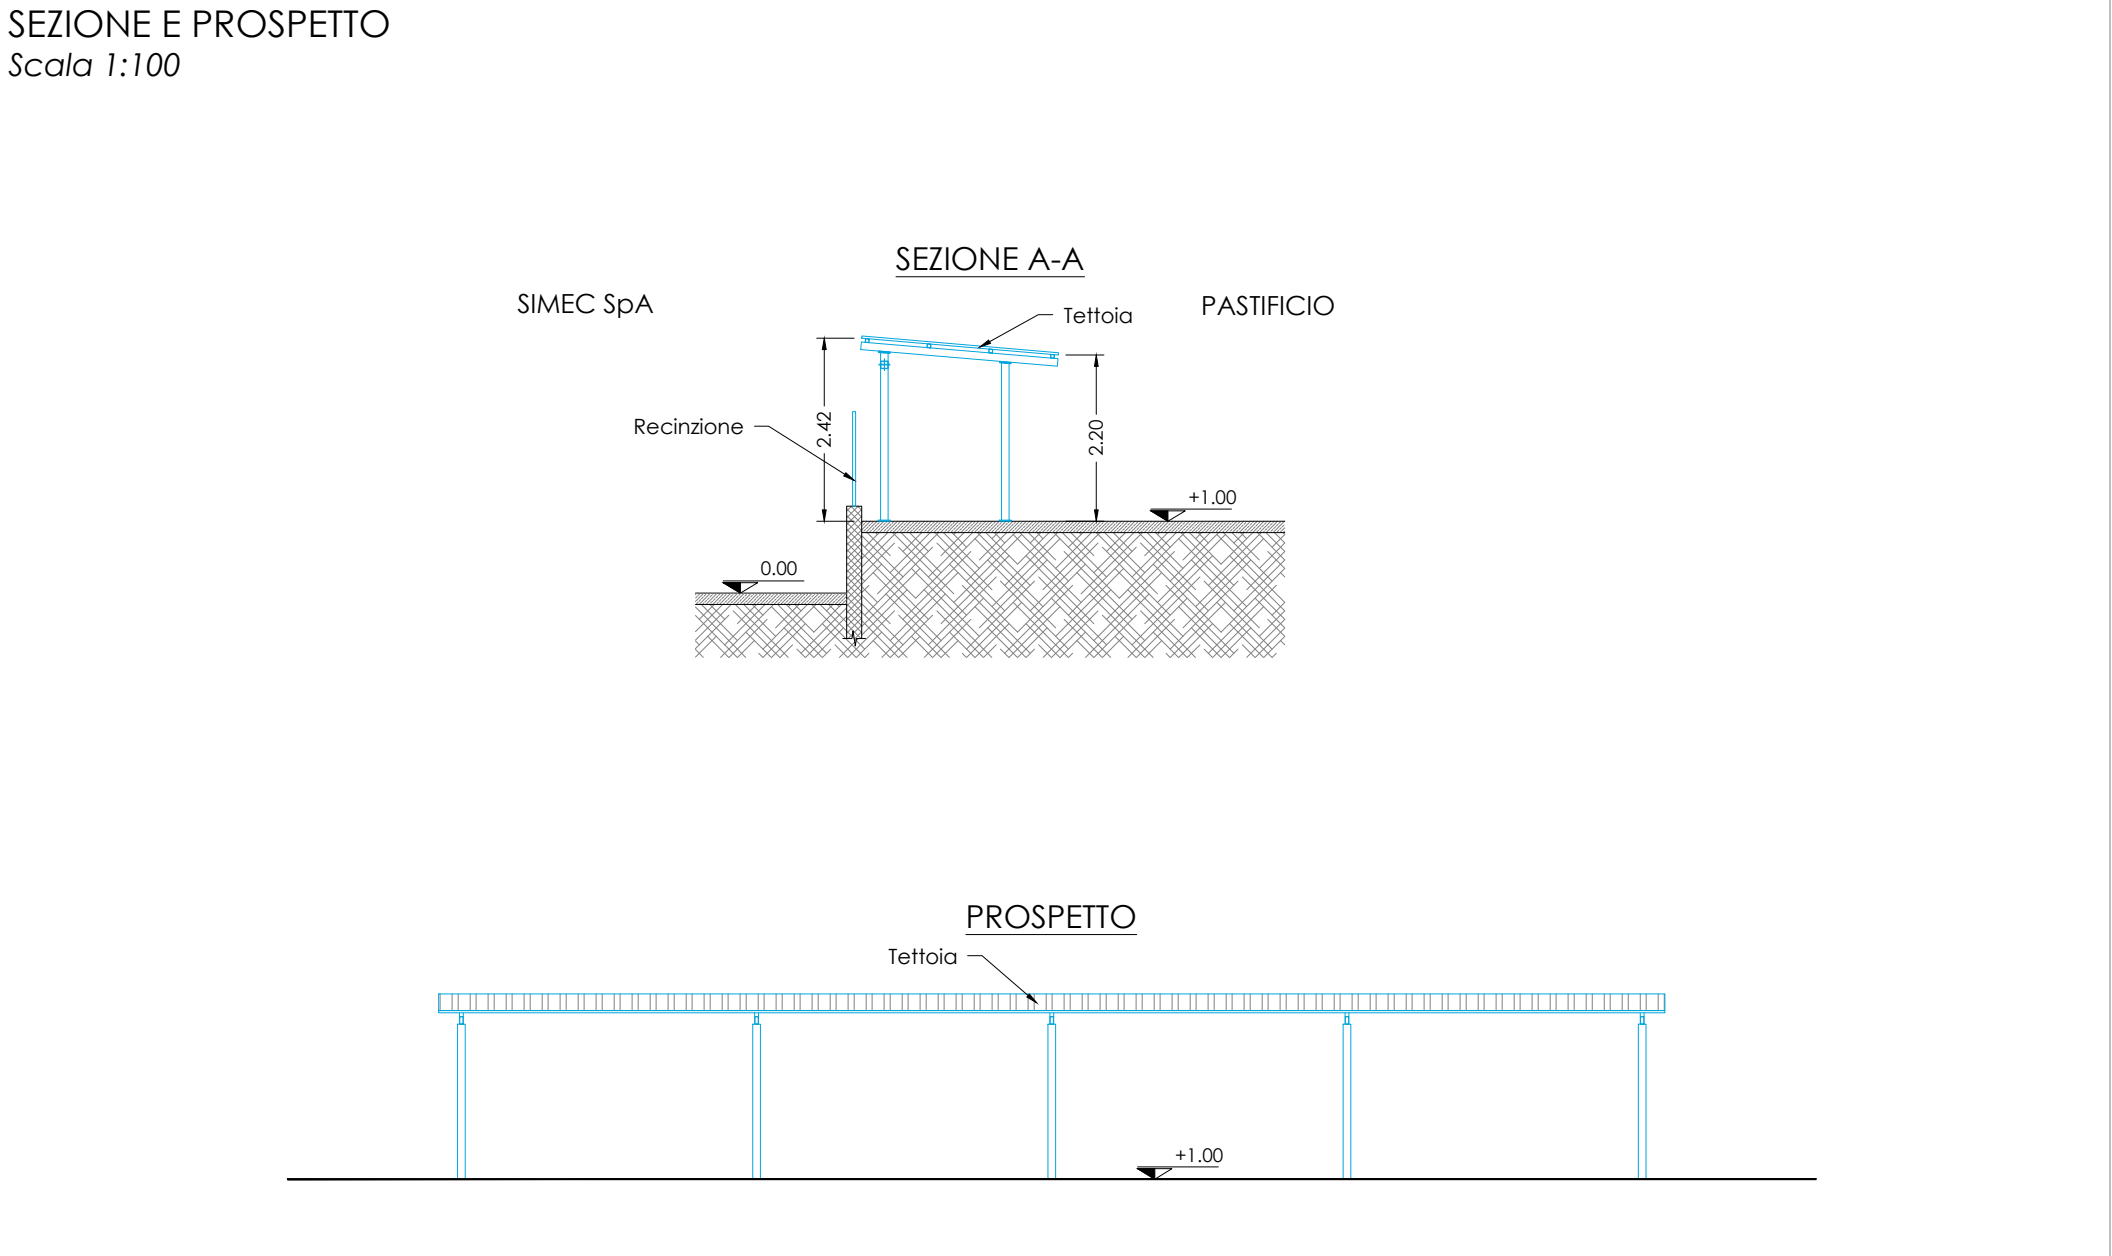 SEZIONE E PROSPETTO
Scala 1:100
SEZIONE A-A
SIMEC SpA
Tettoia
PASTIFICIO
2.42
Recinzione
2.20
+1.00
0.00
PROSPETTO
Tettoia
+1.00